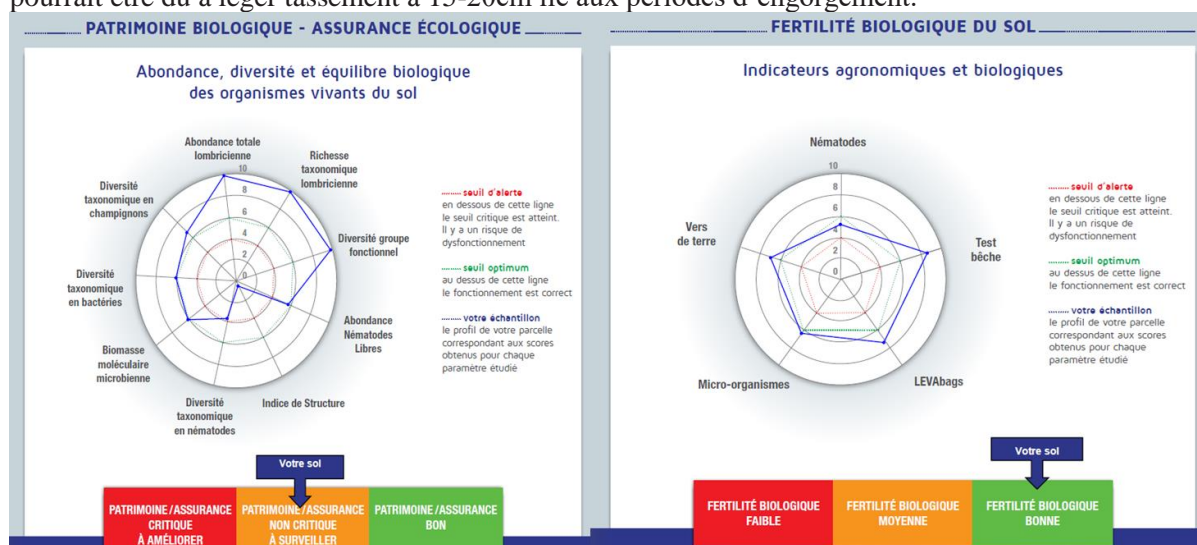 pourrait être dû à léger tassement à 15-20cm lié aux périodes d'engorgement.
PATRIMOINE BIOLOGIQUE - ASSURANCE ÉCOLOGIQUE
Abondance, diversité et équilibre biologique
des organismes vivants du sol
Abondance totale
lombricienne
Richesse
taxonomique
lombricienne
Diversité groupe
fonctionnel
Abondance
Nématodes
Libres
Indice de Structure
Diversité
taxonomique
en nématodes
Biomasse
moléculaire
microbienne
Diversité
taxonomique
en bactéries
Diversité
taxonomique en
champignons
10
8
6
4
2
0
seuil d'alerte
en dessous de cette ligne
le seuil critique est atteint.
Il y a un risque de
dysfonctionnement
seuil optimum
au dessus de cette ligne
le fonctionnement est correct
votre échantillon
le profil de votre parcelle
correspondant aux scores
obtenus pour chaque
paramètre étudié
Votre sol
PATRIMOINE/ASSURANCE
CRITIQUE
À AMÉLIORER
PATRIMOINE/ASSURANCE
NON CRITIQUE
À SURVEILLER
PATRIMOINE/ASSURANCE
BON
FERTILITÉ BIOLOGIQUE DU SOL
Indicateurs agronomiques et biologiques
Nématodes
Test
bêche
LEVAbags
Micro-organismes
Vers
de terre
10
8
6
4
2
0
seuil d'alerte
en dessous de cette ligne
le seuil critique est atteint.
Il y a un risque de
dysfonctionnement
seuil optimum
au dessus de cette ligne
le fonctionnement est correct
votre échantillon
le profil de votre parcelle
correspondant aux scores
obtenus pour chaque
paramètre étudié
Votre sol
FERTILITÉ BIOLOGIQUE
FAIBLE
FERTILITÉ BIOLOGIQUE
MOYENNE
FERTILITÉ BIOLOGIQUE
BONNE